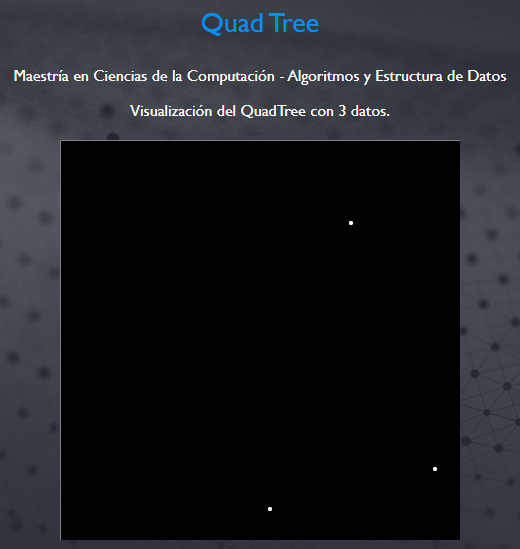 Quad Tree
Maestría en Ciencias de la Computación - Algoritmos y Estructura de Datos
Visualización del QuadTree con 3 datos.